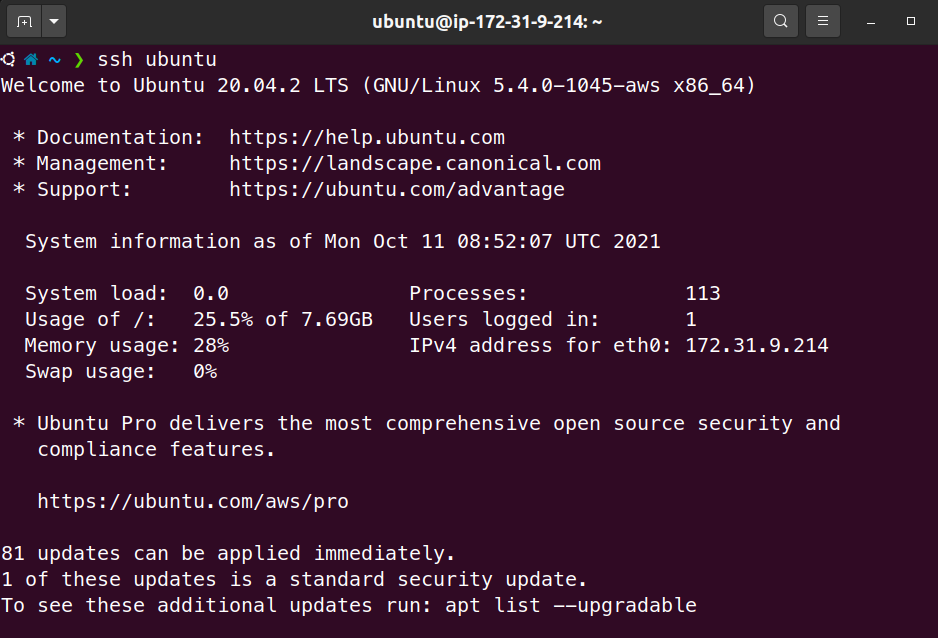 ubuntu@ip-172-31-9-214: ~
~ ❯ ssh ubuntu
Welcome to Ubuntu 20.04.2 LTS (GNU/Linux 5.4.0-1045-aws x86_64)
* Documentation: https://help.ubuntu.com
* Management: https://landscape.canonical.com
* Support: https://ubuntu.com/advantage
System information as of Mon Oct 11 08:52:07 UTC 2021
System load: 0.0 Processes: 113
Usage of /: 25.5% of 7.69GB Users logged in: 1
Memory usage: 28% IPv4 address for eth0: 172.31.9.214
Swap usage: 0%
* Ubuntu Pro delivers the most comprehensive open source security and
compliance features.
https://ubuntu.com/aws/pro
81 updates can be applied immediately.
1 of these updates is a standard security update.
To see these additional updates run: apt list --upgradable